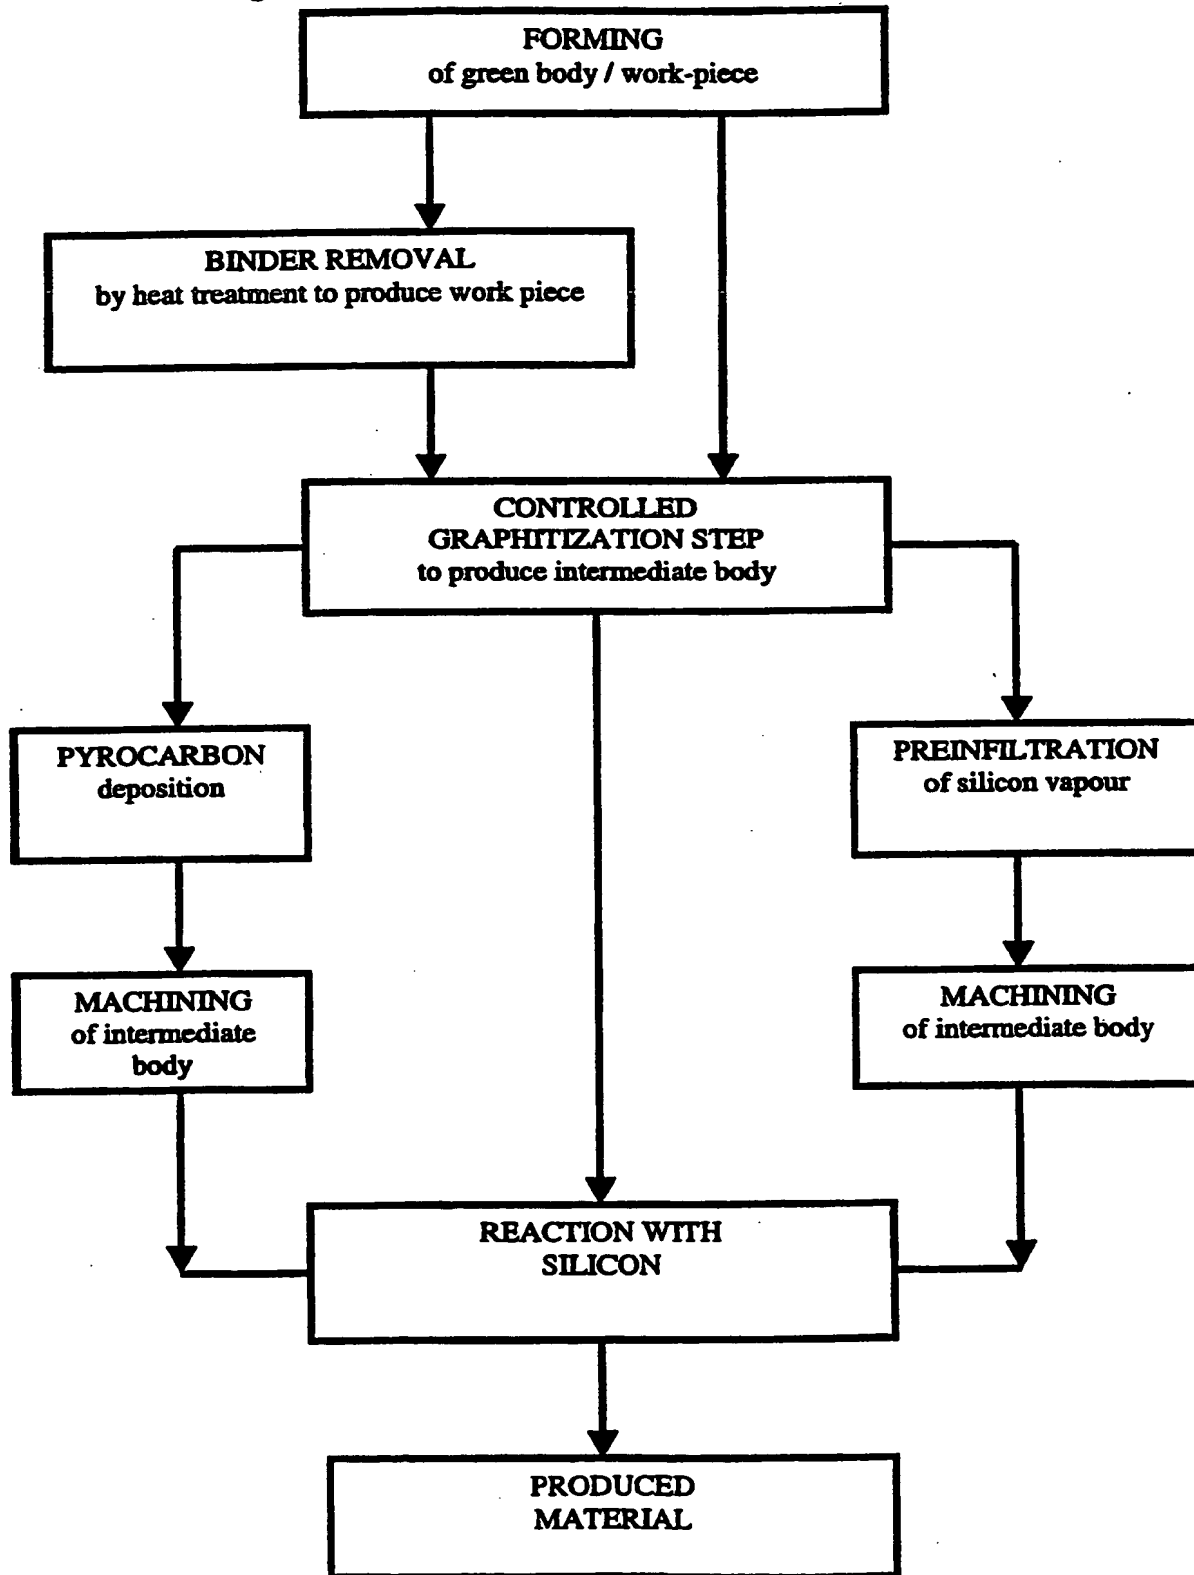 FORMING
of green body / work-piece
BINDER REMOVAL
by heat treatment to produce work piece
CONTROLLED
GRAPHITIZATION STEP
to produce intermediate body
PYROCARBON
deposition
PREINFILTRATION
of silicon vapour
MACHINING
of intermediate
body
MACHINING
of intermediate body
REACTION WITH
SILICON
PRODUCED
MATERIAL